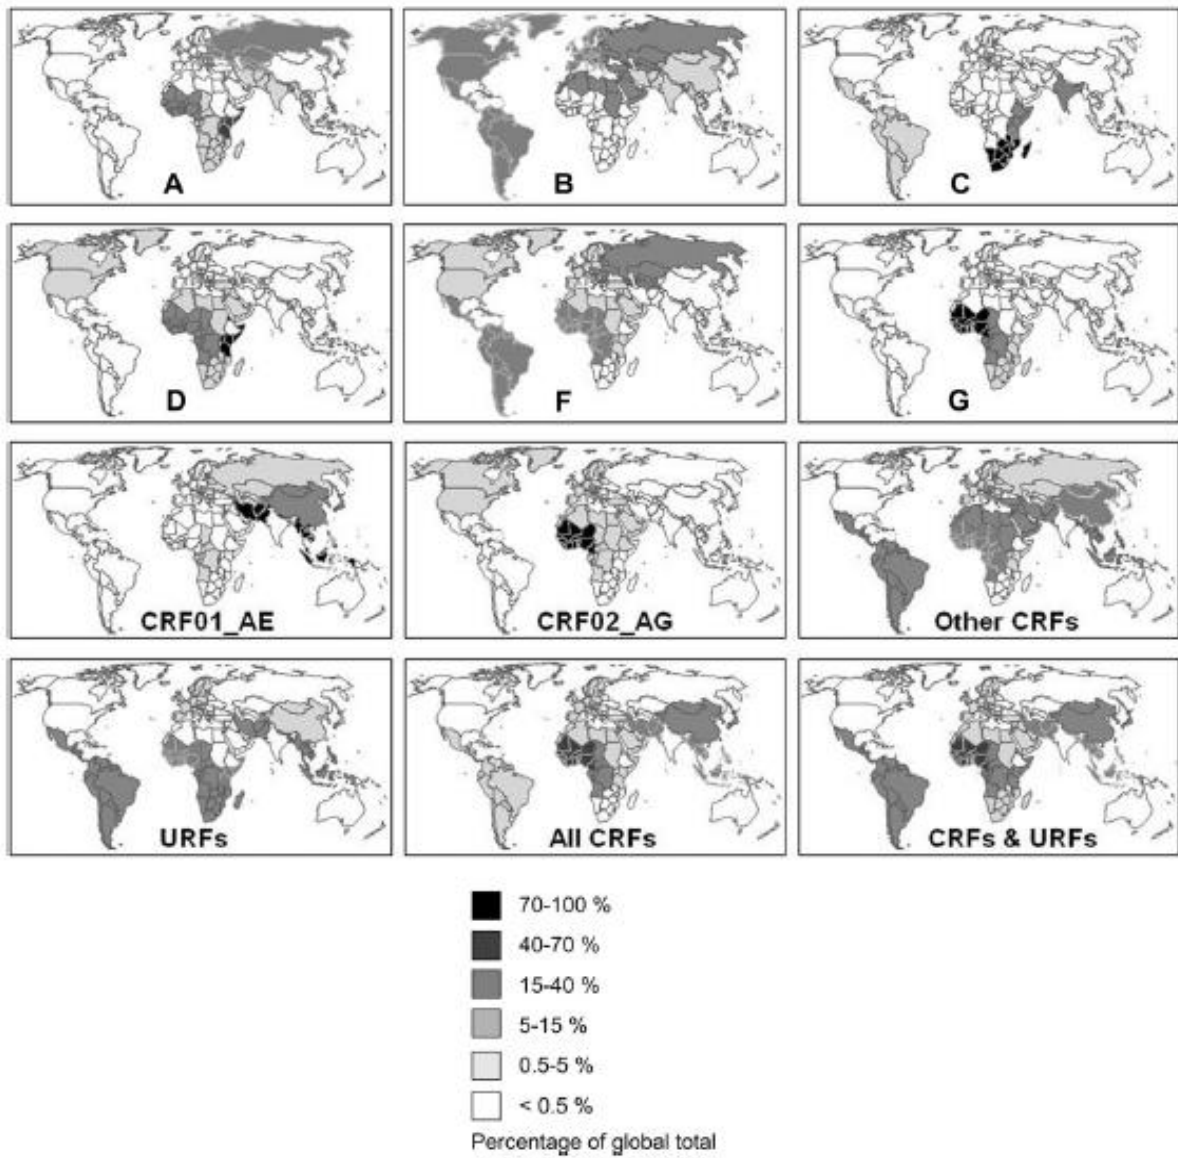 A
B
C
D
F
G
CRF01_AE
CRF02_AG
Other CRFs
URFs
All CRFs
CRFs & URFs
70-100 %
40-70 %
15-40 %
5-15 %
0.5-5 %
< 0.5 %
Percentage of global total